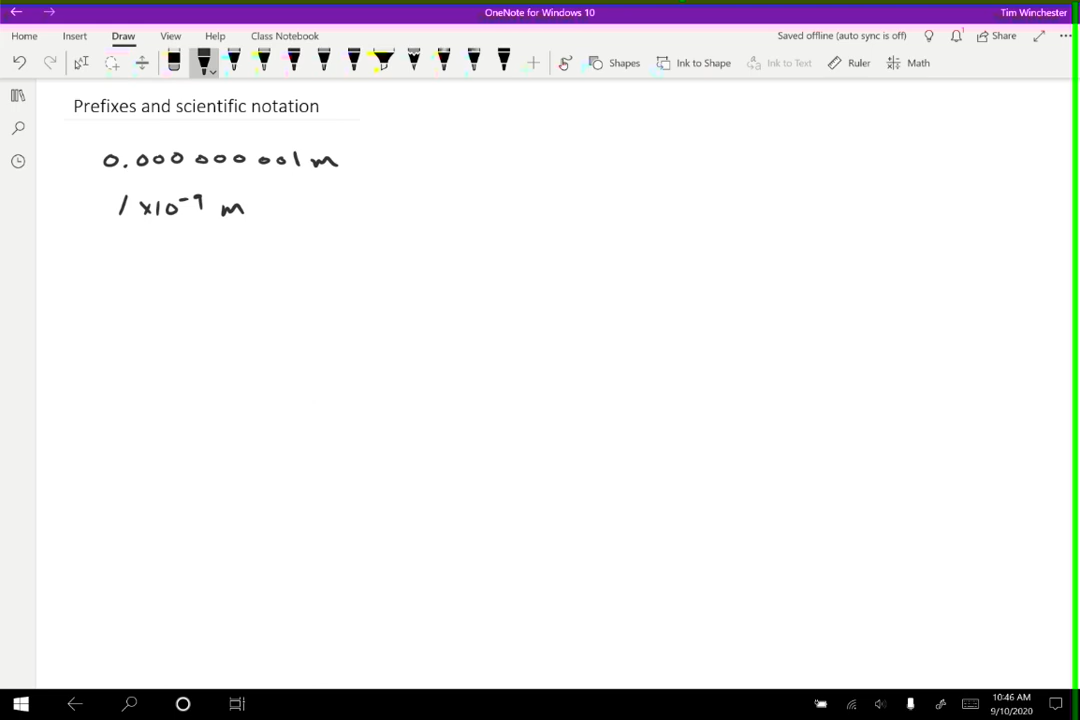 OneNote for Windows 10
Tim Winchester
Home Insert Draw View Help Class Notebook
Saved offline (auto sync is off) Share
Shapes Ink to Shape Ink to Text Ruler Math
Prefixes and scientific notation
0.000 000 001 m
1 x10⁻⁹ m
10:46 AM
9/10/2020